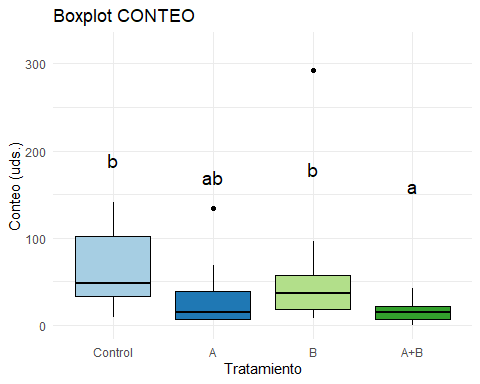 Boxplot CONTEO
Conteo (uds.)
300
200
100
0
b
ab
b
a
Control A B A+B
Tratamiento